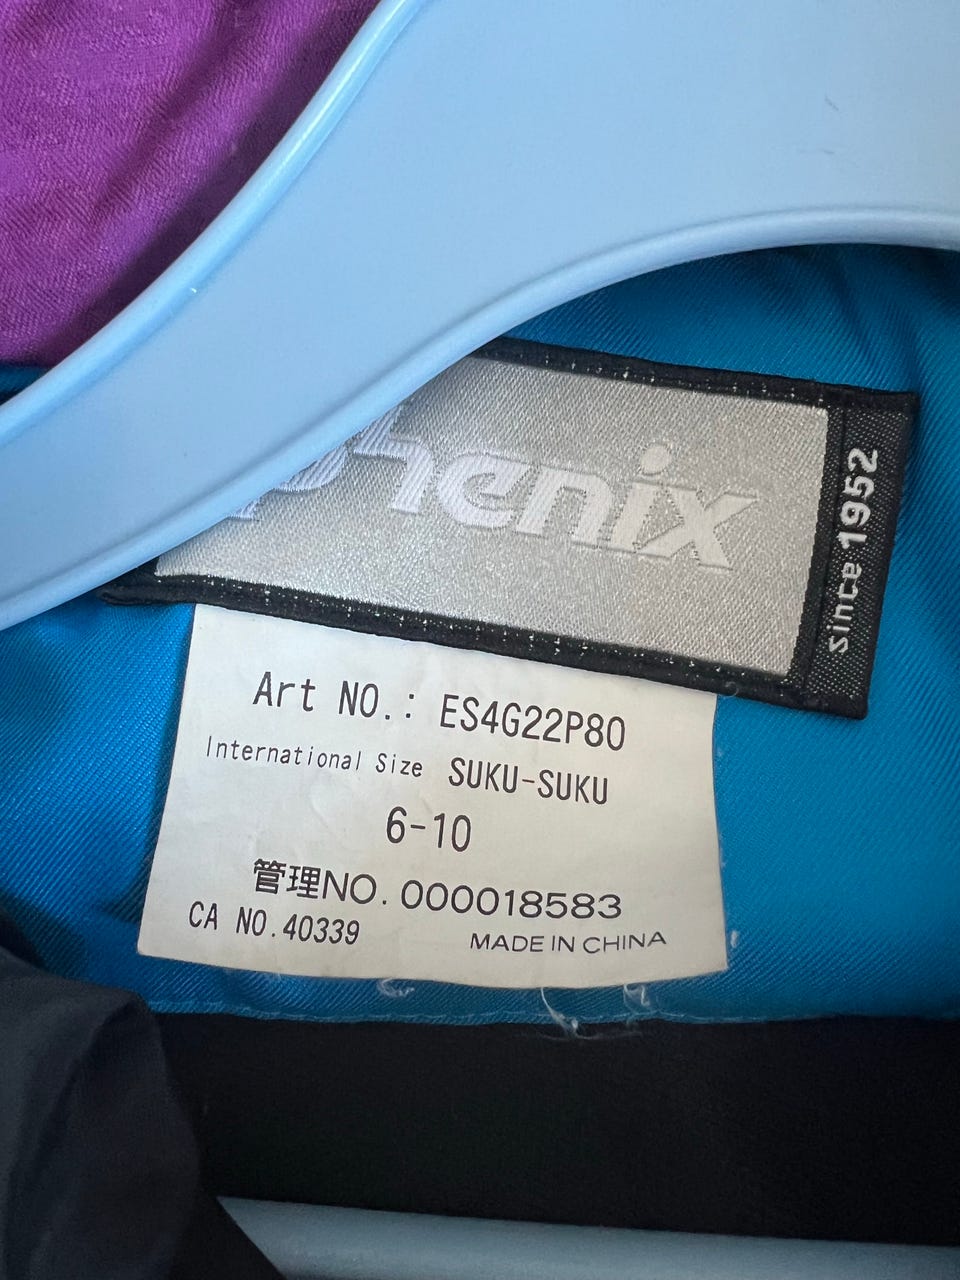 phenix
Since 1952
Art NO.: ES4G22P80
International Size SUKU-SUKU
6-10
管理NO. 000018583
CA NO.40339
MADE IN CHINA